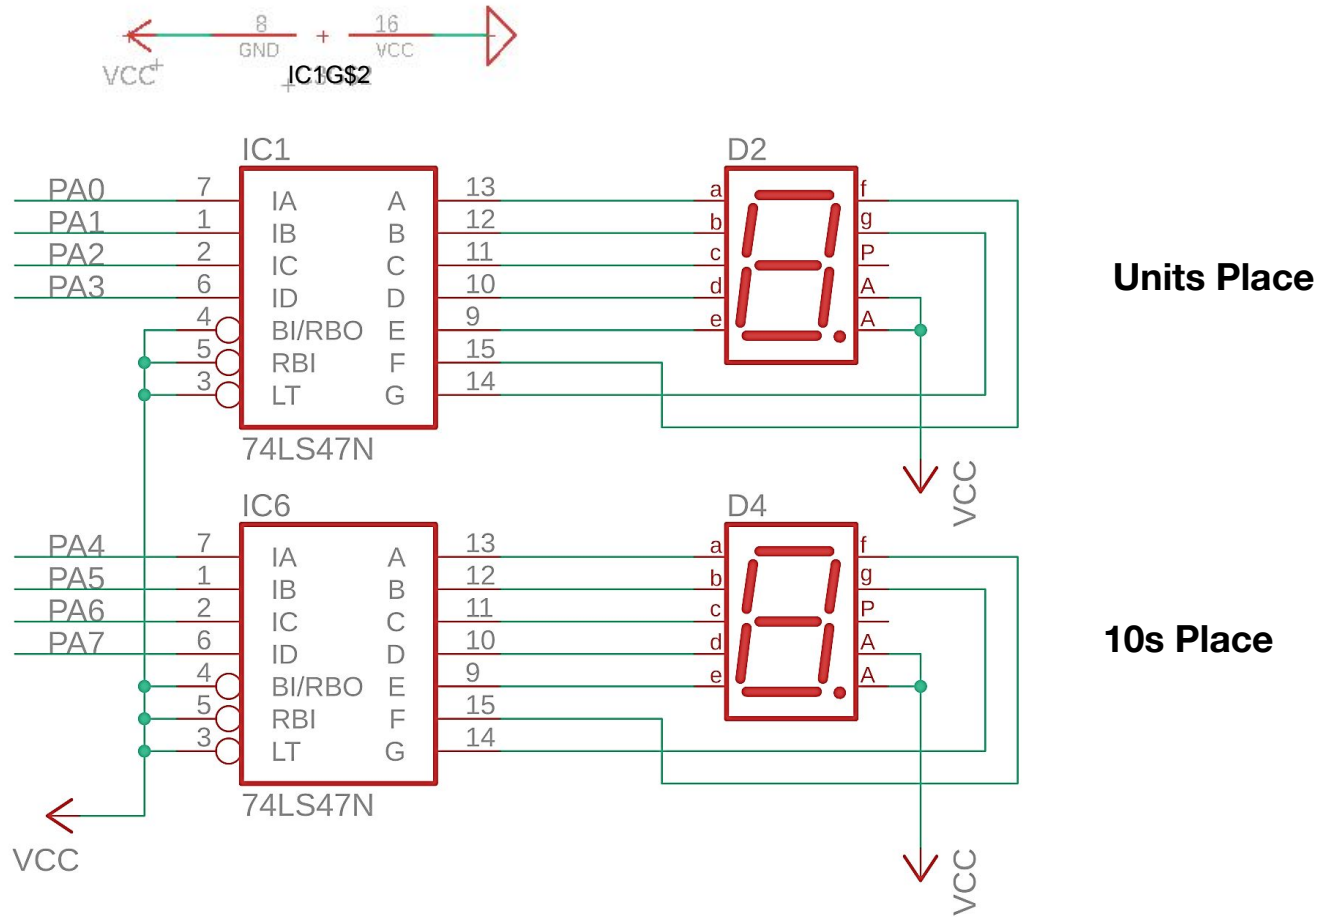 8 16
GND VCC
VCC IC1G$2
IC1 D2
PA0 7 IA A 13 a f
PA1 1 IB B 12 b g
PA2 2 IC C 11 c P
PA3 6 ID D 10 d A
4 BI/RBO E 9 e A
5 RBI F 15
3 LT G 14
74LS47N
VCC
Units Place
IC6 D4
PA4 7 IA A 13 a f
PA5 1 IB B 12 b g
PA6 2 IC C 11 c P
PA7 6 ID D 10 d A
4 BI/RBO E 9 e A
5 RBI F 15
3 LT G 14
74LS47N
10s Place
VCC VCC